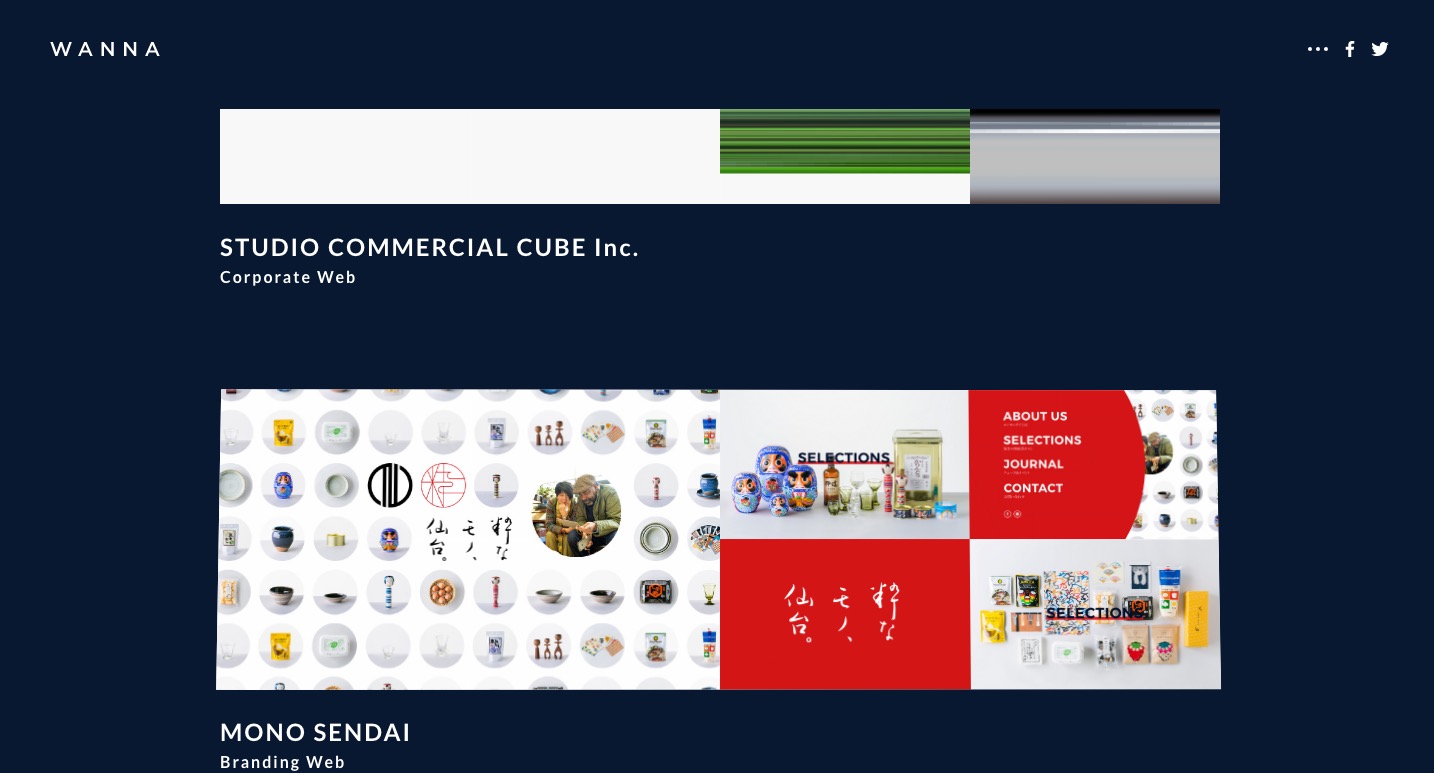 WANNA
STUDIO COMMERCIAL CUBE Inc.
Corporate Web
SELECTIONS
ABOUT US
SELECTIONS
JOURNAL
CONTACT
粋な
モノ、
仙台。
粋な
モノ、
仙台。
SELECTIONS
MONO SENDAI
Branding Web